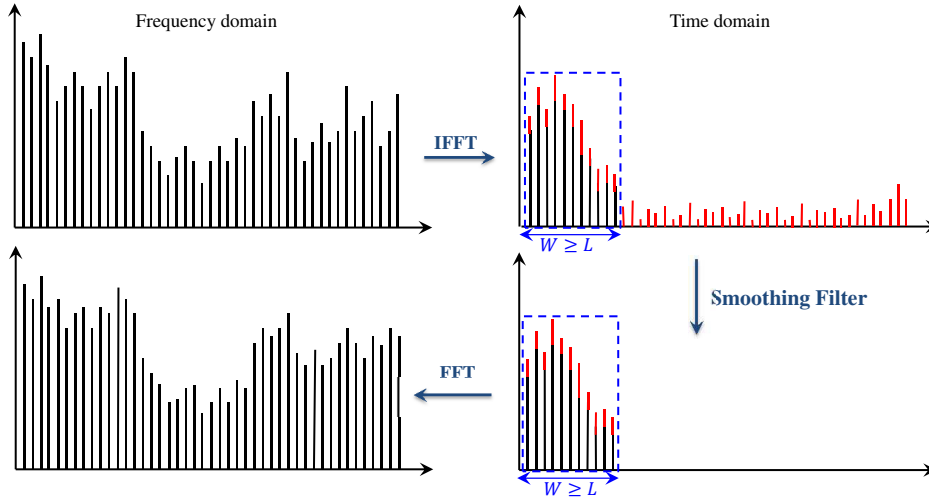 Frequency domain
Time domain
IFFT
W ≥ L
Smoothing Filter
FFT
W ≥ L